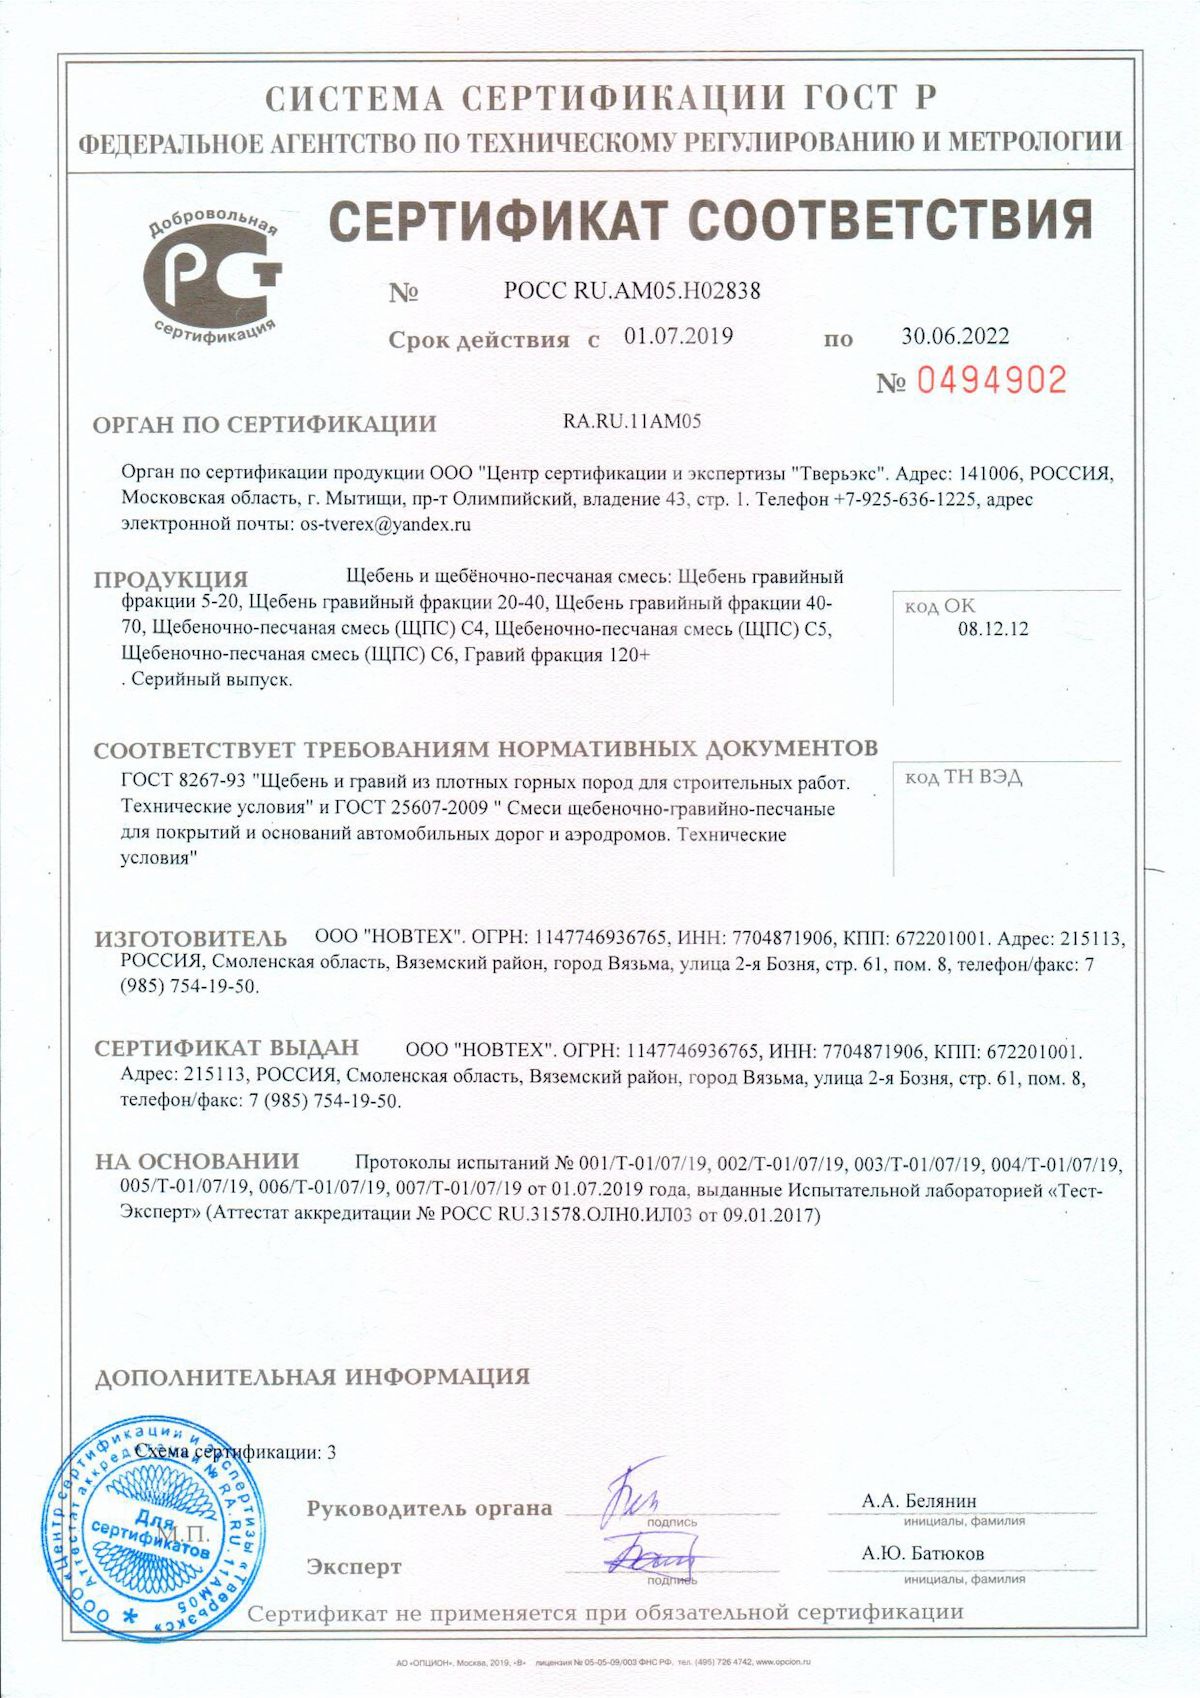 СИСТЕМА СЕРТИФИКАЦИИ ГОСТ Р
ФЕДЕРАЛЬНОЕ АГЕНТСТВО ПО ТЕХНИЧЕСКОМУ РЕГУЛИРОВАНИЮ И МЕТРОЛОГИИ
Добровольная
РСТ
сертификация
СЕРТИФИКАТ СООТВЕТСТВИЯ
№ РОСС RU.АМ05.Н02838
Срок действия с 01.07.2019 по 30.06.2022
№ 0494902
ОРГАН ПО СЕРТИФИКАЦИИ RA.RU.11АМ05
Орган по сертификации продукции ООО "Центр сертификации и экспертизы "Тверьэкс". Адрес: 141006, РОССИЯ,
Московская область, г. Мытищи, пр-т Олимпийский, владение 43, стр. 1. Телефон +7-925-636-1225, адрес
электронной почты: os-tverex@yandex.ru
ПРОДУКЦИЯ Щебень и щебёночно-песчаная смесь: Щебень гравийный
фракции 5-20, Щебень гравийный фракции 20-40, Щебень гравийный фракции 40-
70, Щебеночно-песчаная смесь (ЩПС) С4, Щебеночно-песчаная смесь (ЩПС) С5,
Щебеночно-песчаная смесь (ЩПС) С6, Гравий фракция 120+
. Серийный выпуск.
код ОК
08.12.12
СООТВЕТСТВУЕТ ТРЕБОВАНИЯМ НОРМАТИВНЫХ ДОКУМЕНТОВ
ГОСТ 8267-93 "Щебень и гравий из плотных горных пород для строительных работ.
Технические условия" и ГОСТ 25607-2009 " Смеси щебеночно-гравийно-песчаные
для покрытий и оснований автомобильных дорог и аэродромов. Технические
условия"
код ТН ВЭД
ИЗГОТОВИТЕЛЬ ООО "НОВТЕХ". ОГРН: 1147746936765, ИНН: 7704871906, КПП: 672201001. Адрес: 215113,
РОССИЯ, Смоленская область, Вяземский район, город Вязьма, улица 2-я Бозня, стр. 61, пом. 8, телефон/факс: 7
(985) 754-19-50.
СЕРТИФИКАТ ВЫДАН ООО "НОВТЕХ". ОГРН: 1147746936765, ИНН: 7704871906, КПП: 672201001.
Адрес: 215113, РОССИЯ, Смоленская область, Вяземский район, город Вязьма, улица 2-я Бозня, стр. 61, пом. 8,
телефон/факс: 7 (985) 754-19-50.
НА ОСНОВАНИИ Протоколы испытаний № 001/Т-01/07/19, 002/Т-01/07/19, 003/Т-01/07/19, 004/Т-01/07/19,
005/Т-01/07/19, 006/Т-01/07/19, 007/Т-01/07/19 от 01.07.2019 года, выданные Испытательной лабораторией «Тест-
Эксперт» (Аттестат аккредитации № РОСС RU.31578.ОЛН0.ИЛ03 от 09.01.2017)
ДОПОЛНИТЕЛЬНАЯ ИНФОРМАЦИЯ
Схема сертификации: 3
ООО «Центр сертификации и экспертизы «Тверьэкс»
Аттестат аккредитации № RA.RU.11АМ05
Для
сертификатов
М.П.
Руководитель органа
подпись
А.А. Белянин
инициалы, фамилия
Эксперт
подпись
А.Ю. Батюков
инициалы, фамилия
Сертификат не применяется при обязательной сертификации
АО «ОПЦИОН», Москва, 2019, «В» лицензия № 05-05-09/003 ФНС РФ, тел. (495) 726 4742, www.opcion.ru